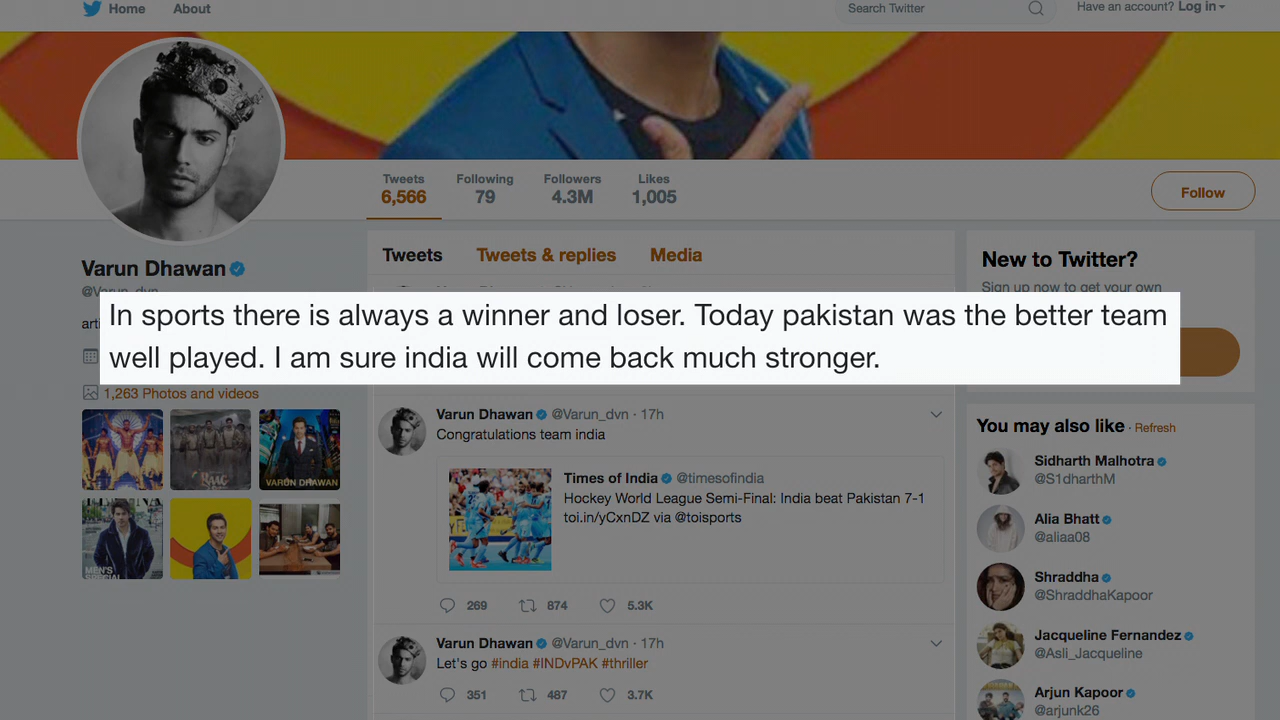 Home About Search Twitter Have an account? Log in
Tweets Following Followers Likes
6,566 79 4.3M 1,005 Follow
Tweets Tweets & replies Media
Varun Dhawan
New to Twitter?
Sign up now to get your own
In sports there is always a winner and loser. Today pakistan was the better team
well played. I am sure india will come back much stronger.
1,263 Photos and videos
VARUN DHAWAN
MEN'S
SPECIAL
Varun Dhawan @Varun_dvn · 17h
Congratulations team india
Times of India @timesofindia
Hockey World League Semi-Final: India beat Pakistan 7-1
toi.in/yCxnDZ via @toisports
269 874 5.3K
Varun Dhawan @Varun_dvn · 17h
Let's go #india #INDvPAK #thriller
351 487 3.7K
You may also like · Refresh
Sidharth Malhotra
@S1dharthM
Alia Bhatt
@aliaa08
Shraddha
@ShraddhaKapoor
Jacqueline Fernandez
@Asli_Jacqueline
Arjun Kapoor
@arjunk26